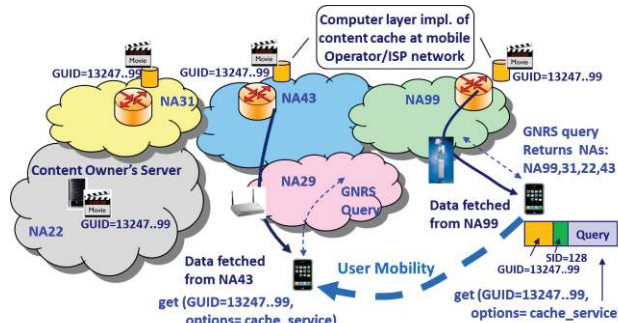 Computer layer impl. of
content cache at mobile
Operator/ISP network
Movie
GUID=13247..99
NA31
Movie
GUID=13247..99
NA43
Movie
GUID=13247..99
NA99
GNRS query
Returns NAs:
NA99,31,22,43
Content Owner's Server
Movie
GUID=13247..99
NA22
NA29
GNRS
Query
Data fetched
from NA99
Query
SID=128
GUID=13247..99
Data fetched
from NA43
User Mobility
get (GUID=13247..99,
options= cache_service)
get (GUID=13247..99,
options= cache_service)